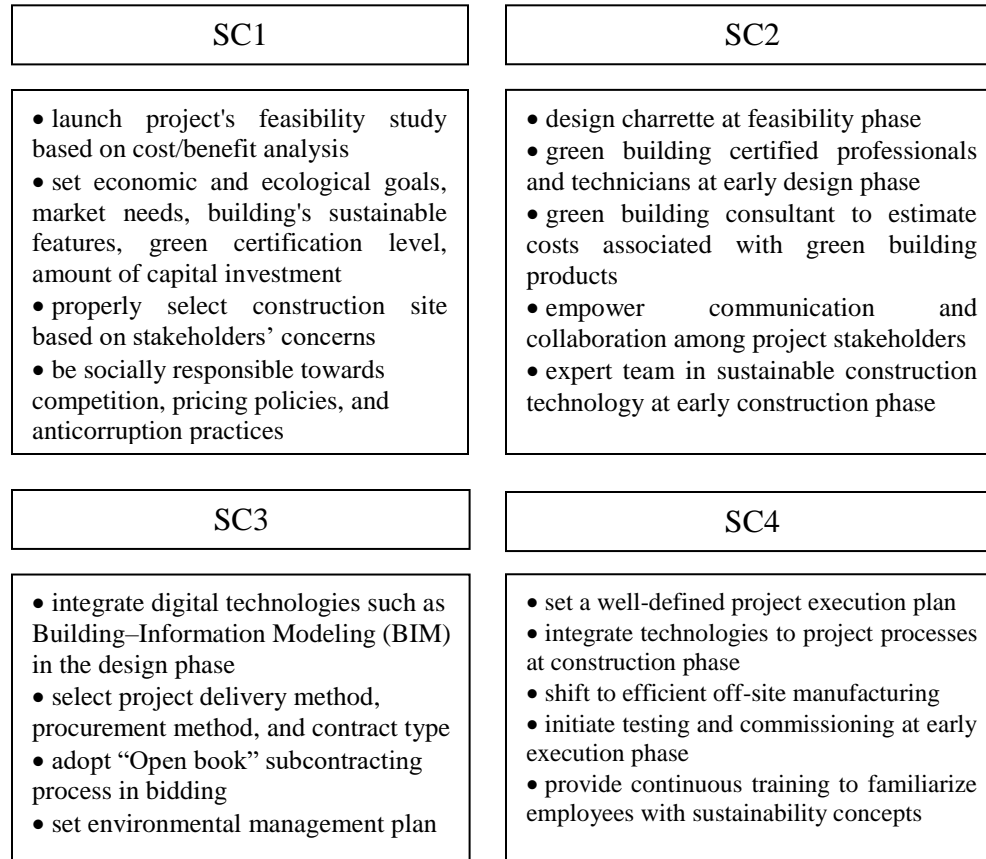 SC1
• launch project's feasibility study
based on cost/benefit analysis
• set economic and ecological goals,
market needs, building's sustainable
features, green certification level,
amount of capital investment
• properly select construction site
based on stakeholders’ concerns
• be socially responsible towards
competition, pricing policies, and
anticorruption practices
SC2
• design charrette at feasibility phase
• green building certified professionals
and technicians at early design phase
• green building consultant to estimate
costs associated with green building
products
• empower communication and
collaboration among project stakeholders
• expert team in sustainable construction
technology at early construction phase
SC3
• integrate digital technologies such as
Building–Information Modeling (BIM)
in the design phase
• select project delivery method,
procurement method, and contract type
• adopt “Open book” subcontracting
process in bidding
• set environmental management plan
SC4
• set a well-defined project execution plan
• integrate technologies to project processes
at construction phase
• shift to efficient off-site manufacturing
• initiate testing and commissioning at early
execution phase
• provide continuous training to familiarize
employees with sustainability concepts